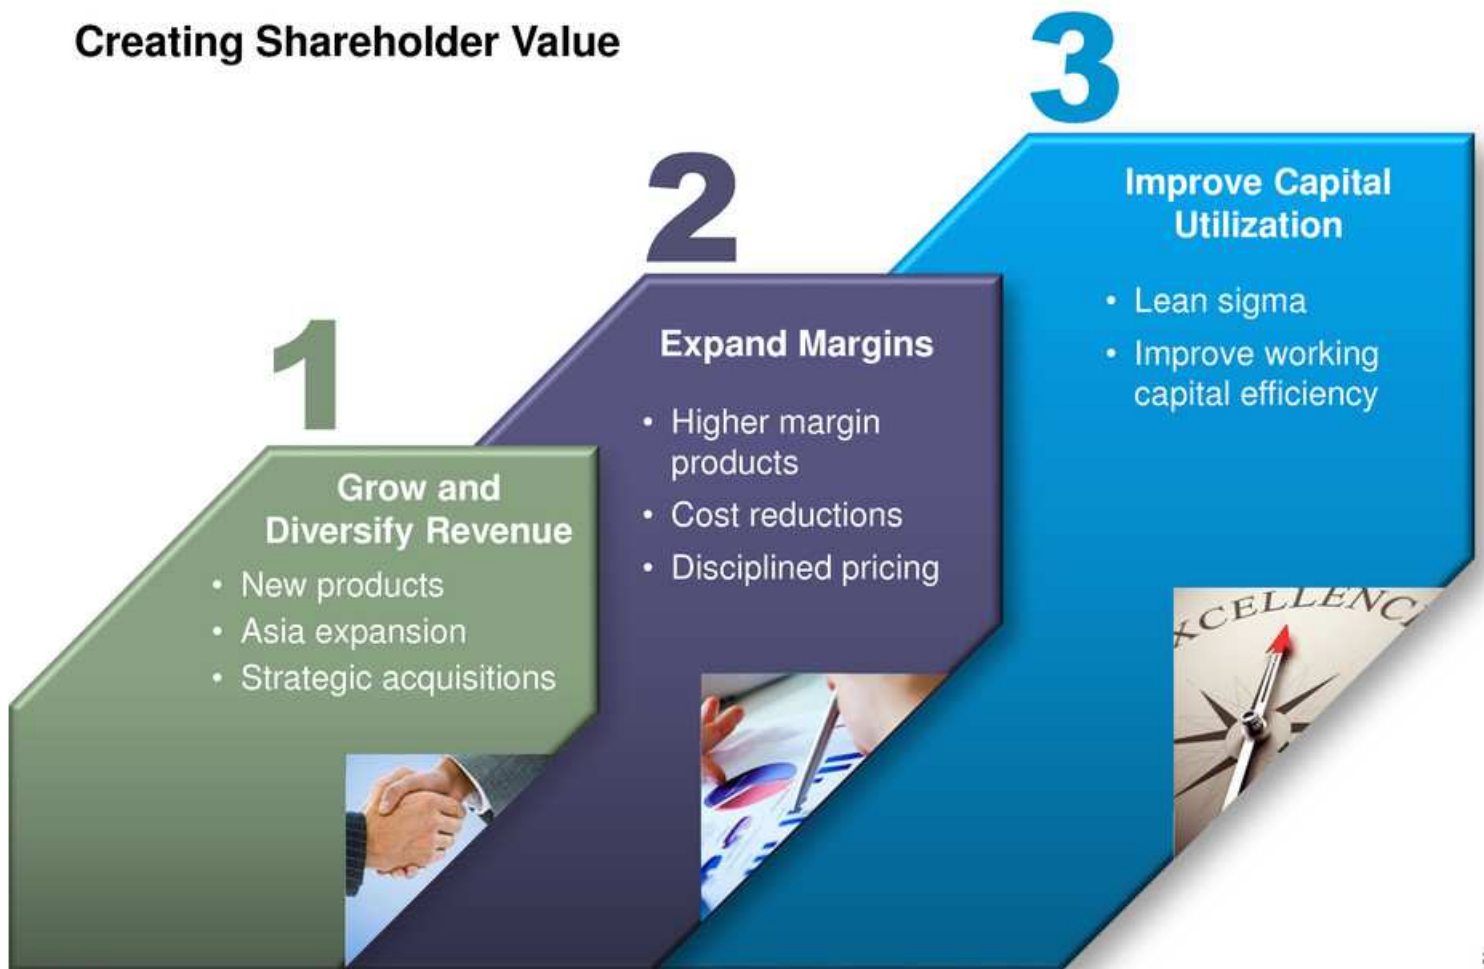 Creating Shareholder Value
1
Grow and
Diversify Revenue
• New products
• Asia expansion
• Strategic acquisitions
2
Expand Margins
• Higher margin
products
• Cost reductions
• Disciplined pricing
3
Improve Capital
Utilization
• Lean sigma
• Improve working
capital efficiency
XCELLENC